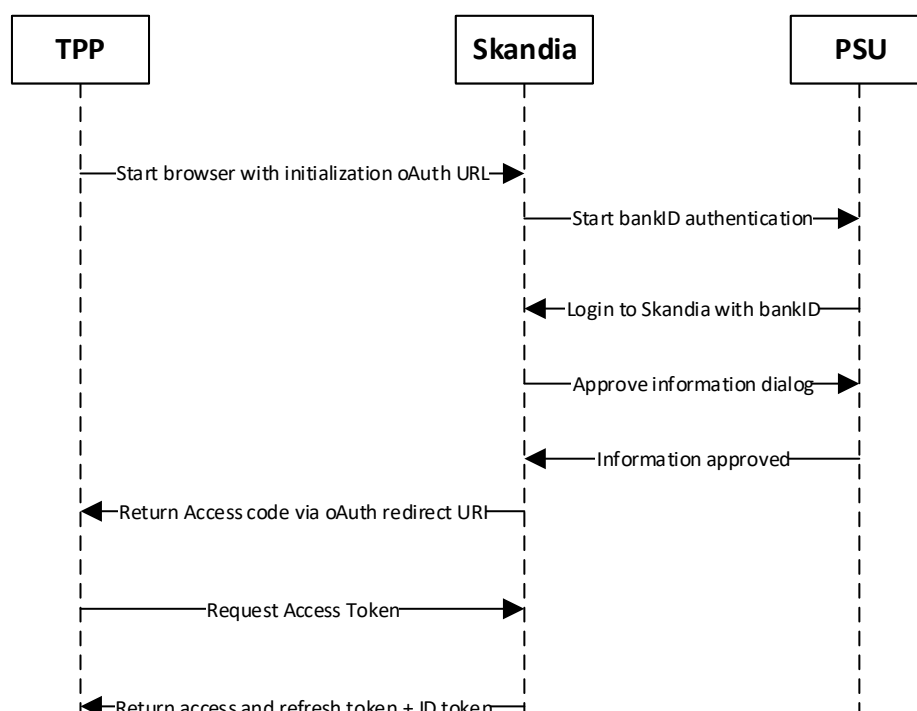 TPP
Skandia
PSU
Start browser with initialization oAuth URL
Start bankID authentication
Login to Skandia with bankID
Approve information dialog
Information approved
Return Access code via oAuth redirect URI
Request Access Token
Return access and refresh token + ID token